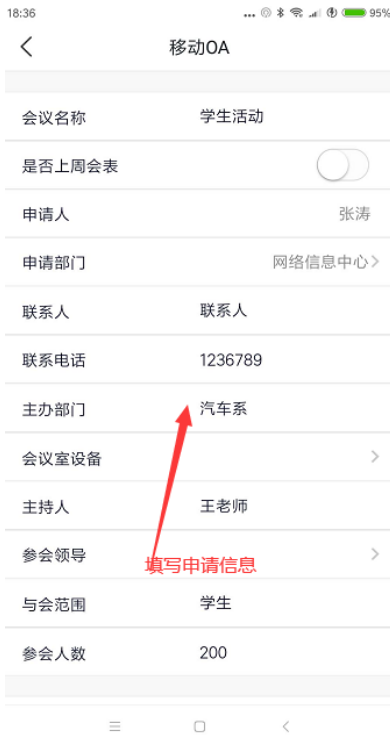 18:36
... 95%
移动OA
会议名称 学生活动
是否上周会表
申请人 张涛
申请部门 网络信息中心
联系人 联系人
联系电话 1236789
主办部门 汽车系
会议室设备
主持人 王老师
参会领导
填写申请信息
与会范围 学生
参会人数 200